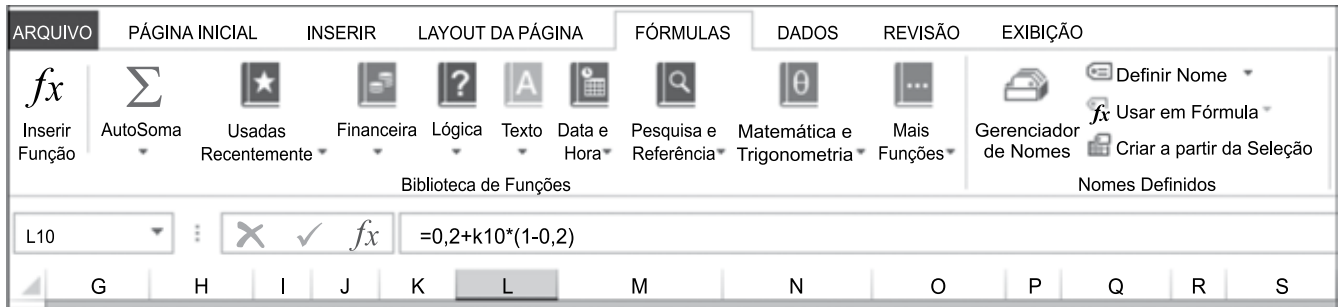 ARQUIVO PÁGINA INICIAL INSERIR LAYOUT DA PÁGINA FÓRMULAS DADOS REVISÃO EXIBIÇÃO
fx Inserir Função
Σ AutoSoma
Usadas Recentemente
Financeira
? Lógica
A Texto
Data e Hora
Pesquisa e Referência
θ Matemática e Trigonometria
... Mais Funções
Biblioteca de Funções
Gerenciador de Nomes
Definir Nome
fx Usar em Fórmula
Criar a partir da Seleção
Nomes Definidos
L10 fx =0,2+k10*(1-0,2)
G H I J K L M N O P Q R S